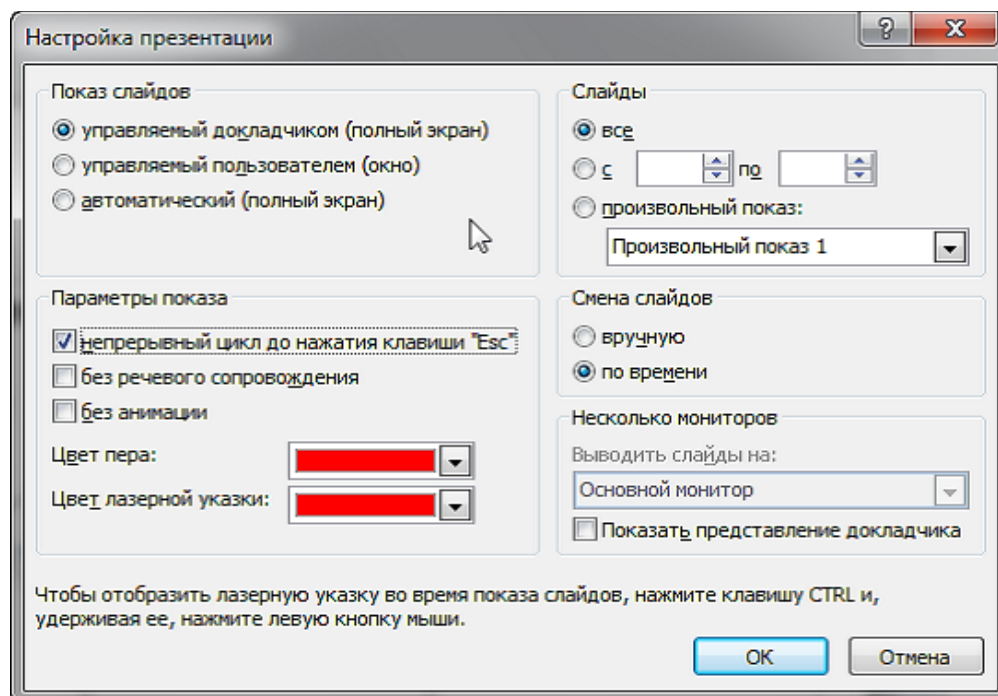 Настройка презентации
Показ слайдов
управляемый докладчиком (полный экран)
управляемый пользователем (окно)
автоматический (полный экран)
Слайды
все
с по
произвольный показ:
Произвольный показ 1
Параметры показа
непрерывный цикл до нажатия клавиши "Esc"
без речевого сопровождения
без анимации
Цвет пера:
Цвет лазерной указки:
Смена слайдов
вручную
по времени
Несколько мониторов
Выводить слайды на:
Основной монитор
Показать представление докладчика
Чтобы отобразить лазерную указку во время показа слайдов, нажмите клавишу CTRL и,
удерживая ее, нажмите левую кнопку мыши.
ОК
Отмена